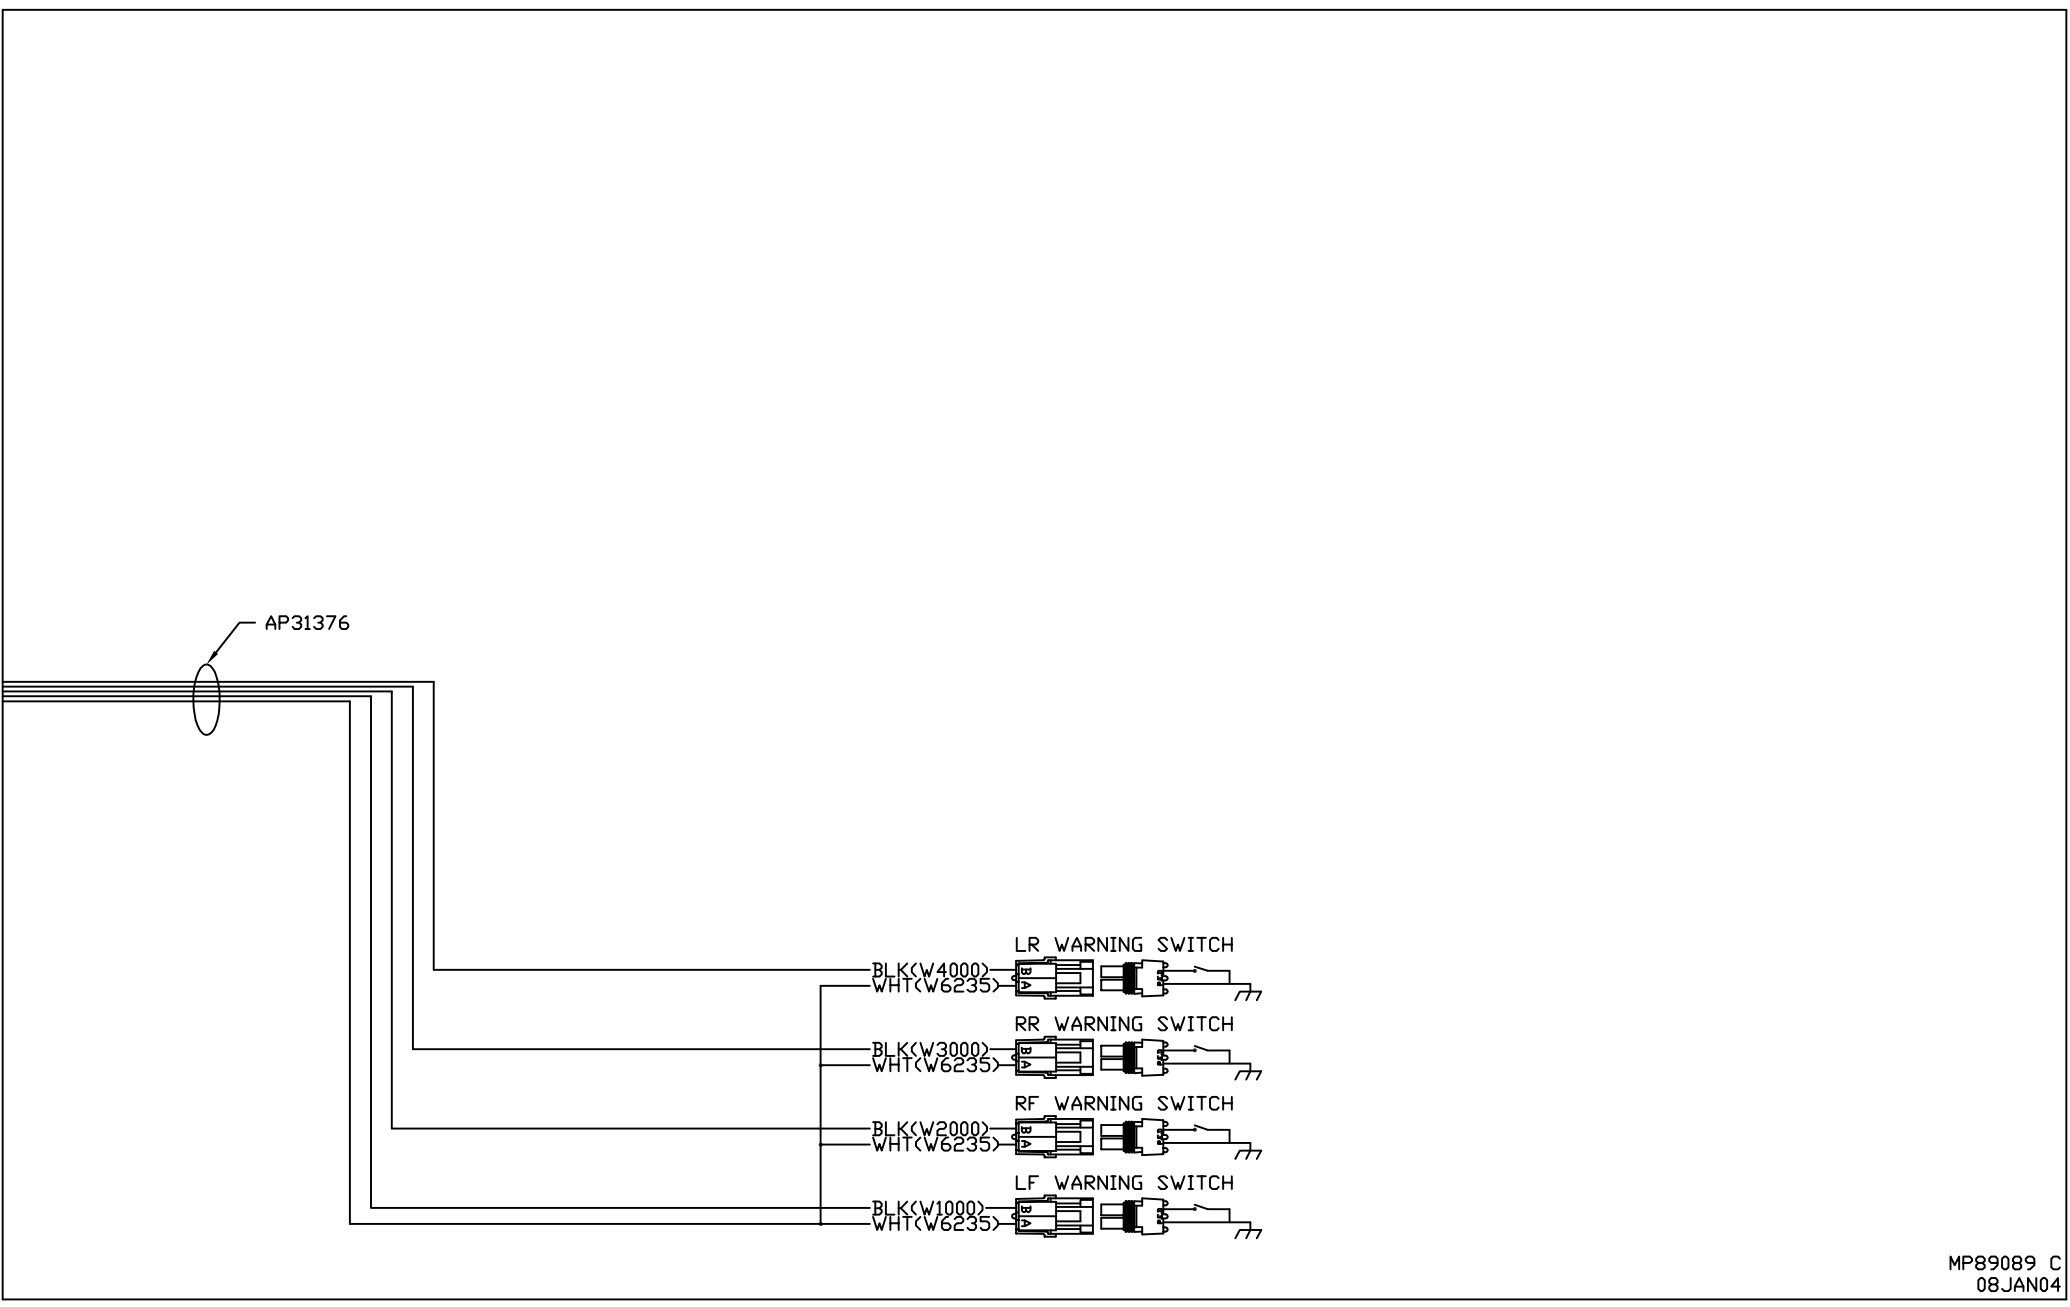 AP31376
LR WARNING SWITCH
BLK(W4000)
B
WHT(W6235)
A
RR WARNING SWITCH
BLK(W3000)
B
WHT(W6235)
A
RF WARNING SWITCH
BLK(W2000)
B
WHT(W6235)
A
LF WARNING SWITCH
BLK(W1000)
B
WHT(W6235)
A
MP89089 C
08JAN04